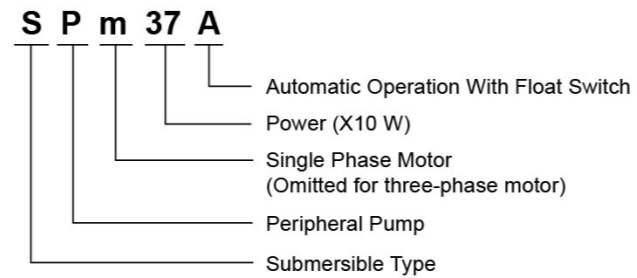 S P m 37 A
Automatic Operation With Float Switch
Power (X10 W)
Single Phase Motor
(Omitted for three-phase motor)
Peripheral Pump
Submersible Type